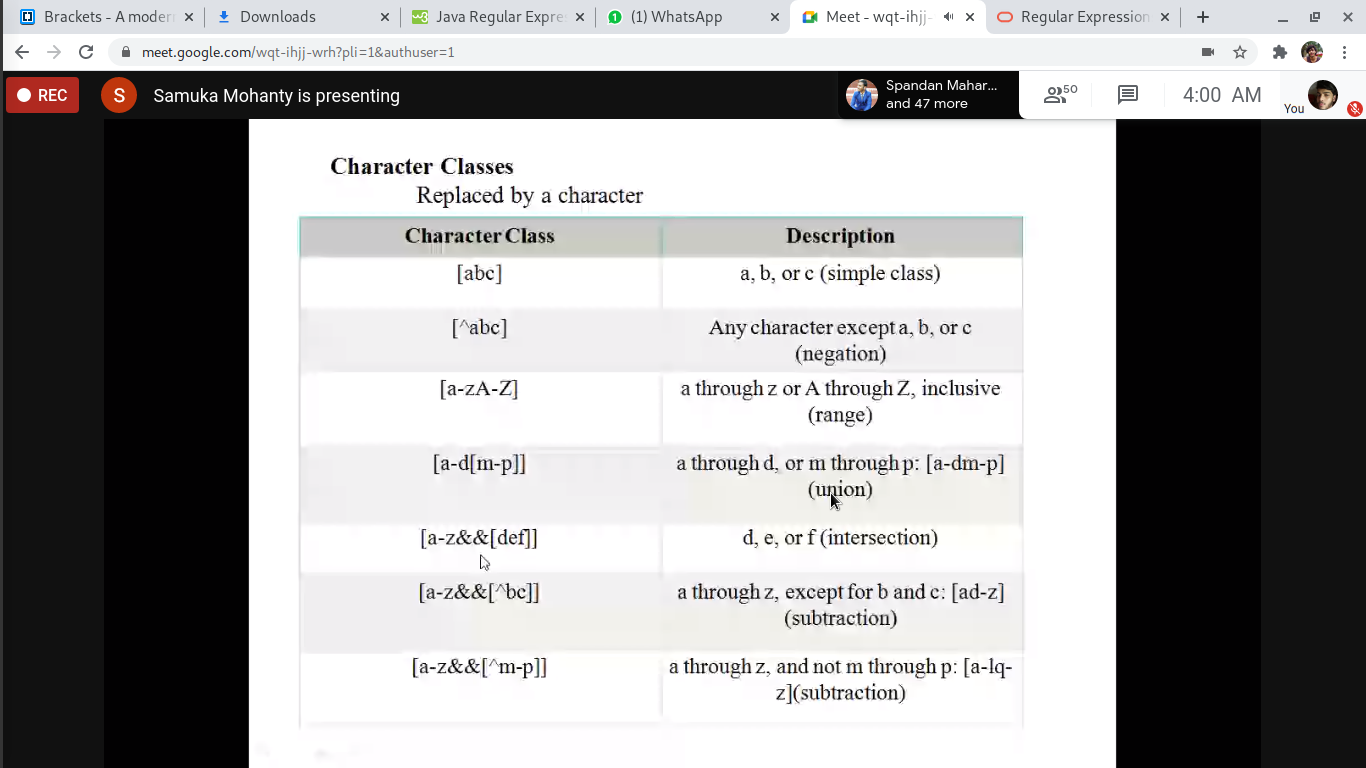 Brackets - A moder
Downloads
Java Regular Expre
(1) WhatsApp
Meet - wqt-ihjj-
Regular Expression
meet.google.com/wqt-ihjj-wrh?pli=1&authuser=1
REC
S
Samuka Mohanty is presenting
Spandan Mahar...
and 47 more
50
4:00 AM
You
Character Classes
Replaced by a character
Character Class Description
[abc] a, b, or c (simple class)
[^abc] Any character except a, b, or c
(negation)
[a-zA-Z] a through z or A through Z, inclusive
(range)
[a-d[m-p]] a through d, or m through p: [a-dm-p]
(union)
[a-z&&[def]] d, e, or f (intersection)
[a-z&&[^bc]] a through z, except for b and c: [ad-z]
(subtraction)
[a-z&&[^m-p]] a through z, and not m through p: [a-lq-
z](subtraction)